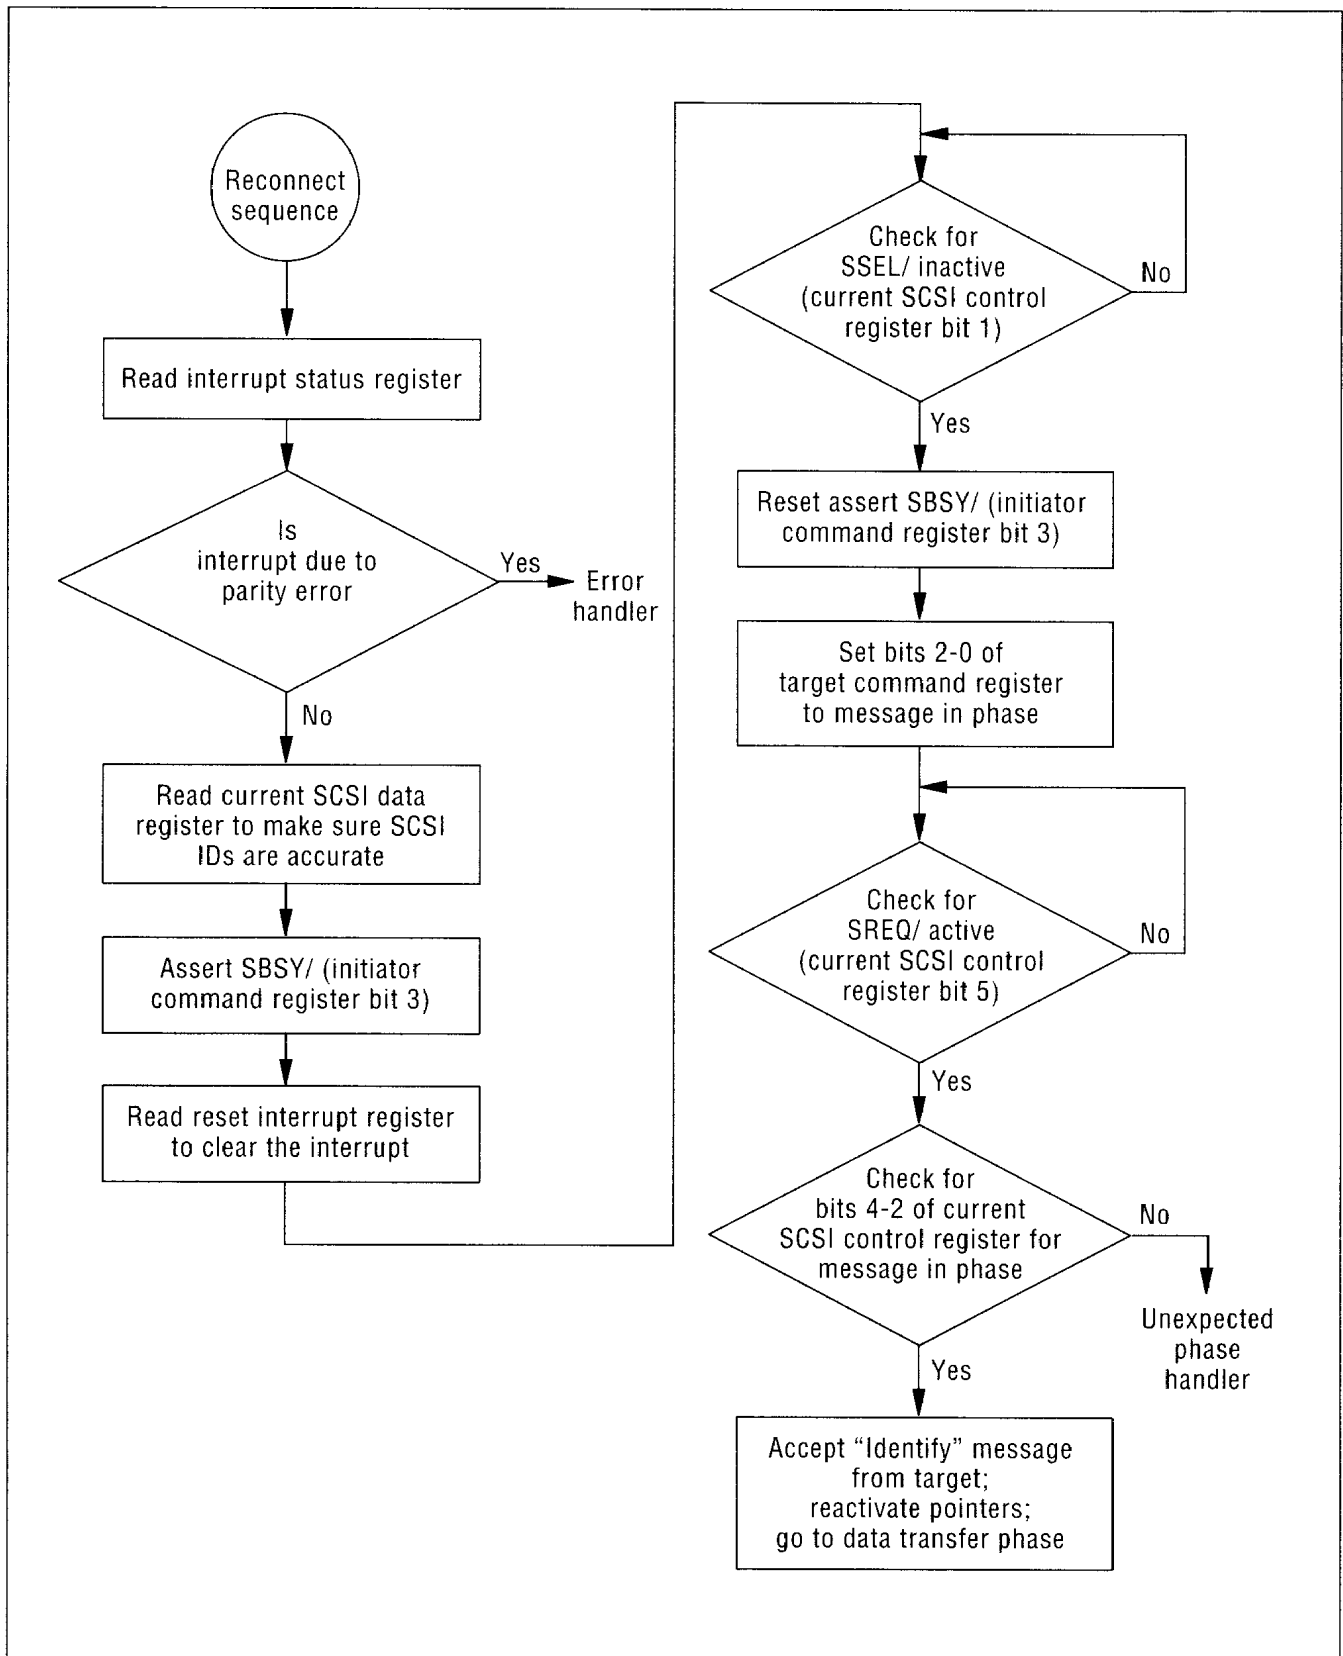 Reconnect
sequence
Read interrupt status register
Is
interrupt due to
parity error
Yes
Error
handler
No
Read current SCSI data
register to make sure SCSI
IDs are accurate
Assert SBSY/ (initiator
command register bit 3)
Read reset interrupt register
to clear the interrupt
Check for
SSEL/ inactive
(current SCSI control
register bit 1)
No
Yes
Reset assert SBSY/ (initiator
command register bit 3)
Set bits 2-0 of
target command register
to message in phase
Check for
SREQ/ active
(current SCSI control
register bit 5)
No
Yes
Check for
bits 4-2 of current
SCSI control register for
message in phase
No
Unexpected
phase
handler
Yes
Accept “Identify” message
from target;
reactivate pointers;
go to data transfer phase